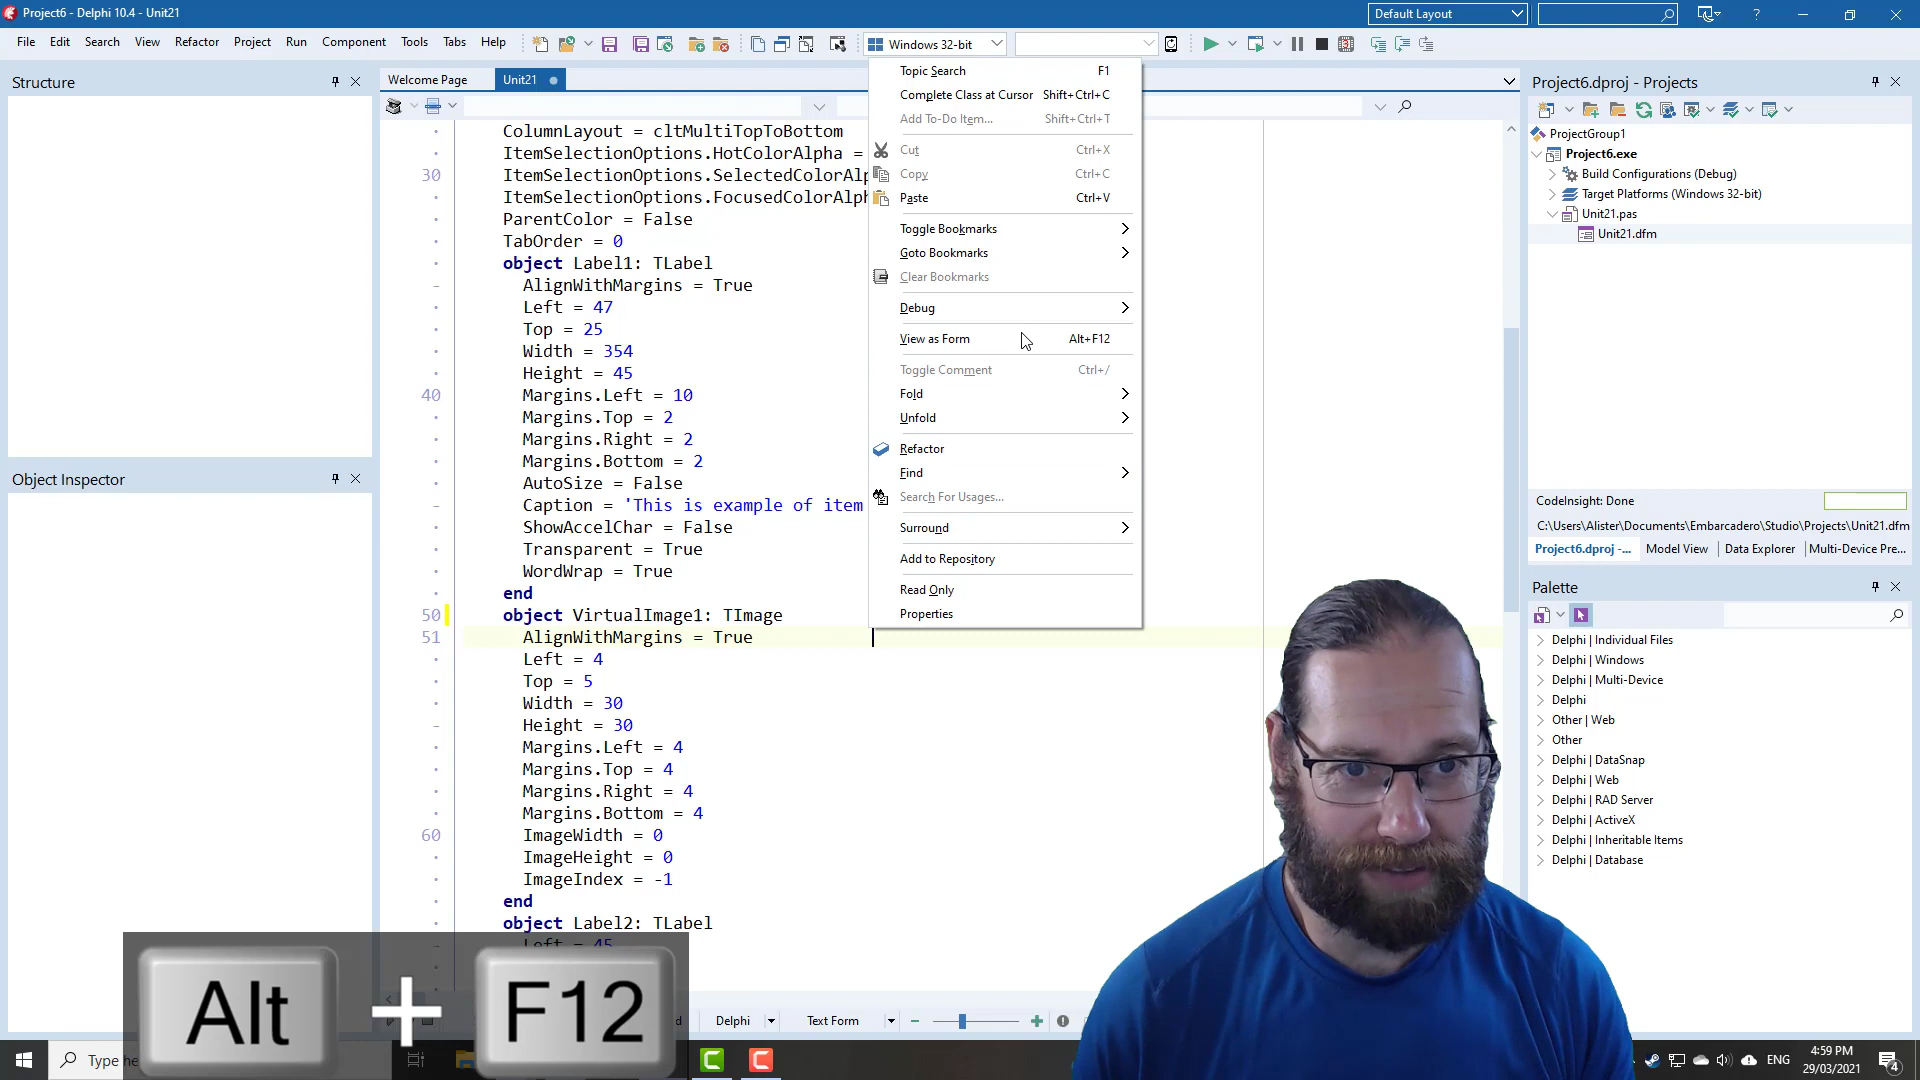 Project6 - Delphi 10.4 - Unit21
Default Layout
File Edit Search View Refactor Project Run Component Tools Tabs Help
Windows 32-bit
Structure
Welcome Page Unit21
Object Inspector
ColumnLayout = cltMultiTopToBottom
ItemSelectionOptions.HotColorAlpha =
30 ItemSelectionOptions.SelectedColorAlp
ItemSelectionOptions.FocusedColorAlph
ParentColor = False
TabOrder = 0
object Label1: TLabel
AlignWithMargins = True
Left = 47
Top = 25
Width = 354
Height = 45
40 Margins.Left = 10
Margins.Top = 2
Margins.Right = 2
Margins.Bottom = 2
AutoSize = False
Caption = 'This is example of item
ShowAccelChar = False
Transparent = True
WordWrap = True
end
50 object VirtualImage1: TImage
51 AlignWithMargins = True
Left = 4
Top = 5
Width = 30
Height = 30
Margins.Left = 4
Margins.Top = 4
Margins.Right = 4
Margins.Bottom = 4
60 ImageWidth = 0
ImageHeight = 0
ImageIndex = -1
end
object Label2: TLabel
Left = 45
Topic Search F1
Complete Class at Cursor Shift+Ctrl+C
Add To-Do Item... Shift+Ctrl+T
Cut Ctrl+X
Copy Ctrl+C
Paste Ctrl+V
Toggle Bookmarks
Goto Bookmarks
Clear Bookmarks
Debug
View as Form Alt+F12
Toggle Comment Ctrl+/
Fold
Unfold
Refactor
Find
Search For Usages...
Surround
Add to Repository
Read Only
Properties
Project6.dproj - Projects
ProjectGroup1
Project6.exe
Build Configurations (Debug)
Target Platforms (Windows 32-bit)
Unit21.pas
Unit21.dfm
CodeInsight: Done
C:\Users\Alister\Documents\Embarcadero\Studio\Projects\Unit21.dfm
Project6.dproj -... Model View Data Explorer Multi-Device Pre...
Palette
Delphi | Individual Files
Delphi | Windows
Delphi | Multi-Device
Delphi
Other | Web
Other
Delphi | DataSnap
Delphi | Web
Delphi | RAD Server
Delphi | ActiveX
Delphi | Inheritable Items
Delphi | Database
Delphi Text Form
Alt + F12
Type he
ENG
4:59 PM
29/03/2021
4